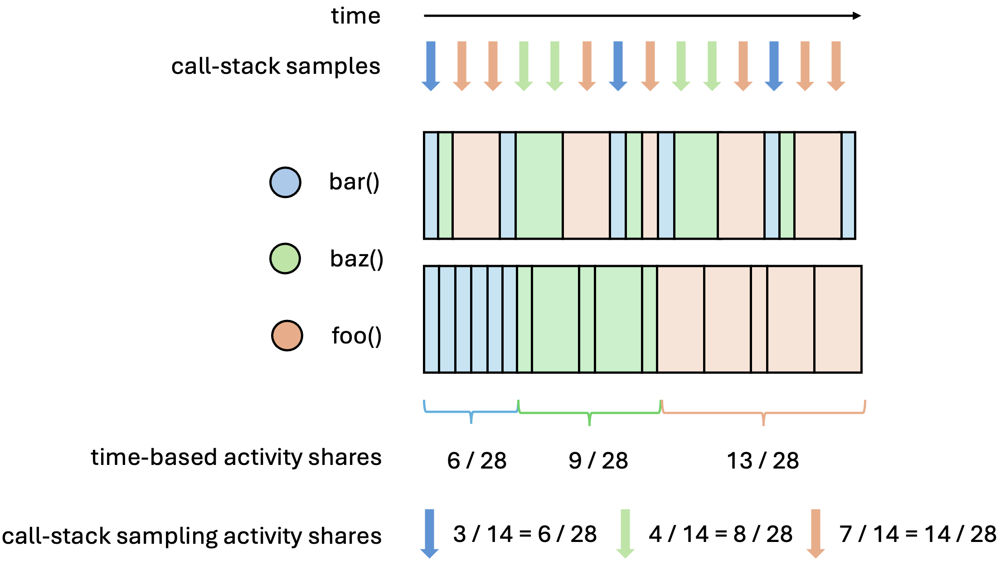 time
call-stack samples
bar()
baz()
foo()
time-based activity shares
6 / 28
9 / 28
13 / 28
call-stack sampling activity shares
3 / 14 = 6 / 28
4 / 14 = 8 / 28
7 / 14 = 14 / 28